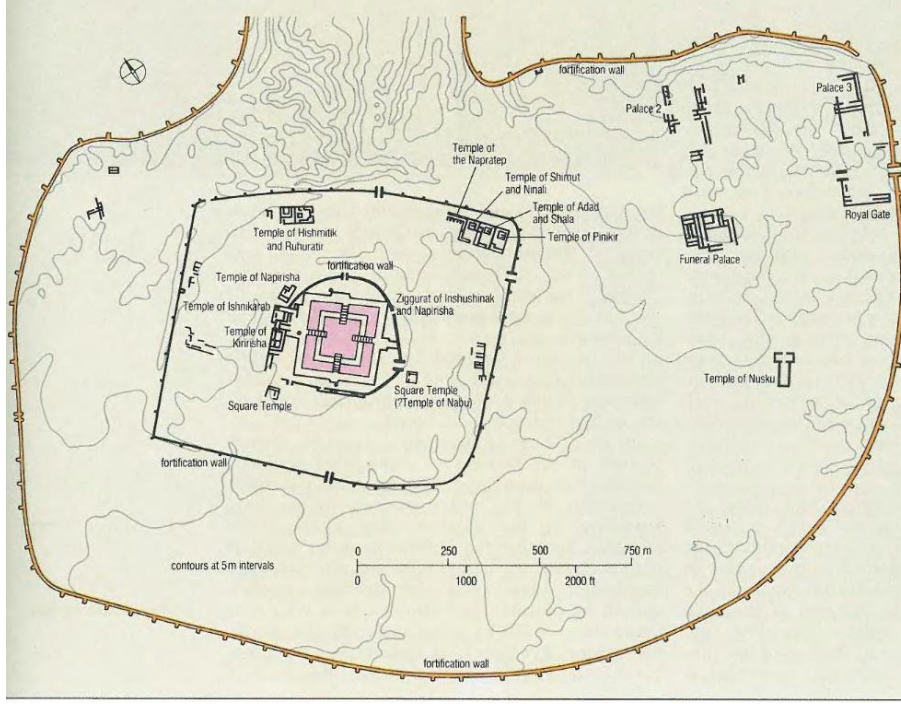 fortification wall
Palace 2
Palace 3
Temple of
the Napratep
Temple of Shimut
and Ninali
Temple of Adad
and Shala
Temple of Pinikir
Royal Gate
Funeral Palace
Temple of Hishmitik
and Ruhuratir
fortification wall
Temple of Napirisha
Ziggurat of Inshushinak
and Napirisha
Temple of Ishnikarab
Temple of
Kiririsha
Temple of Nusku
Square Temple
(?Temple of Nabu)
Square Temple
fortification wall
0 250 500 750 m
contours at 5 m intervals
0 1000 2000 ft
fortification wall